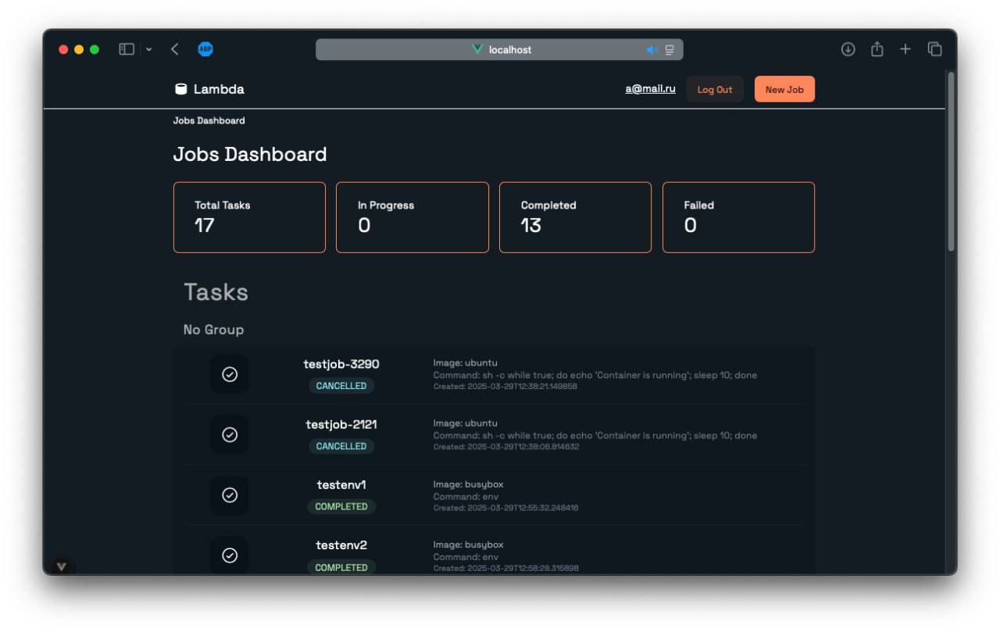 ABP
localhost
Lambda
a@mail.ru
Log Out
New Job
Jobs Dashboard
Jobs Dashboard
Total Tasks
17
In Progress
0
Completed
13
Failed
0
Tasks
No Group
testjob-3290
CANCELLED
Image: ubuntu
Command: sh -c while true; do echo 'Container is running'; sleep 10; done
Created: 2025-03-29T12:38:21.149858
testjob-2121
CANCELLED
Image: ubuntu
Command: sh -c while true; do echo 'Container is running'; sleep 10; done
Created: 2025-03-29T12:38:06.814632
testenv1
COMPLETED
Image: busybox
Command: env
Created: 2025-03-29T12:55:32.248416
testenv2
COMPLETED
Image: busybox
Command: env
Created: 2025-03-29T12:58:28.315898